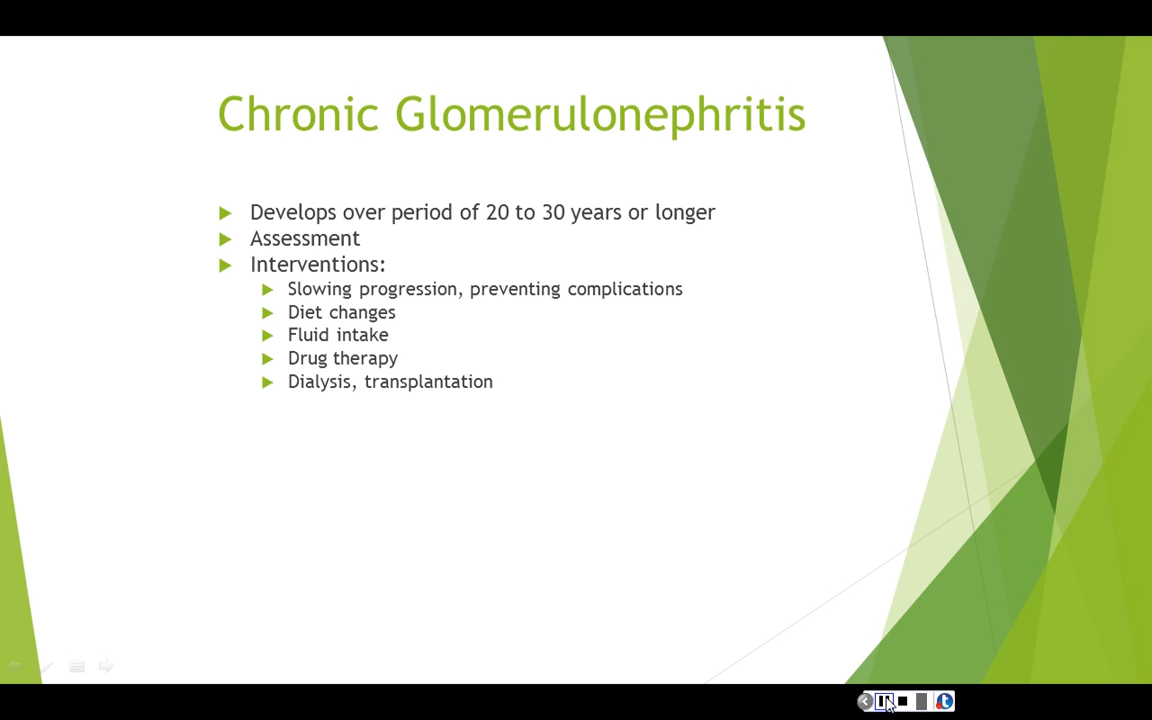 Chronic Glomerulonephritis
Develops over period of 20 to 30 years or longer
Assessment
Interventions:
Slowing progression, preventing complications
Diet changes
Fluid intake
Drug therapy
Dialysis, transplantation